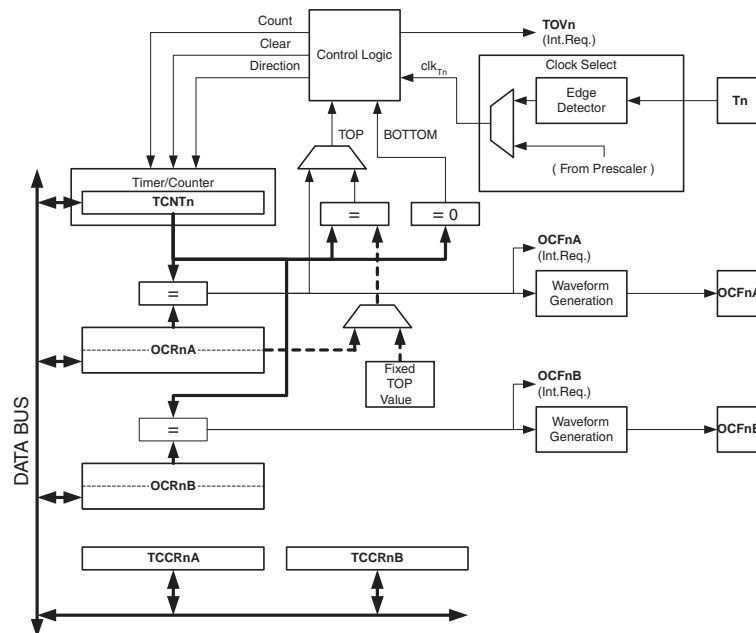 Count
Clear
Direction
Control Logic
TOVn
(Int.Req.)
clkTn
Clock Select
Edge
Detector
Tn
( From Prescaler )
TOP
BOTTOM
Timer/Counter
TCNTn
=
= 0
OCFnA
(Int.Req.)
=
Waveform
Generation
OCFnA
OCRnA
Fixed
TOP
Value
OCFnB
(Int.Req.)
=
Waveform
Generation
OCFnB
OCRnB
DATA BUS
TCCRnA
TCCRnB